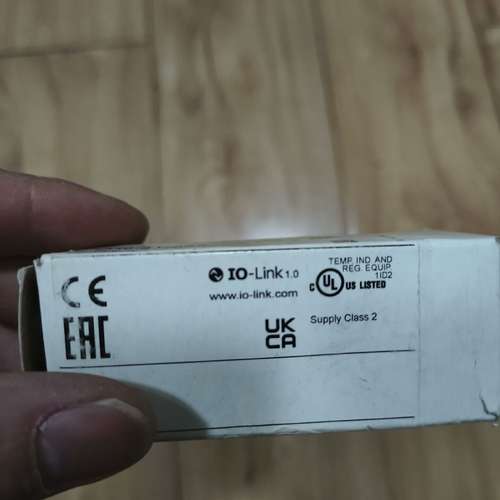 CE
EAC
IO-Link 1.0
www.io-link.com
UK
CA
TEMP. IND. AND
REG. EQUIP.
1ID2
C UL US LISTED
Supply Class 2